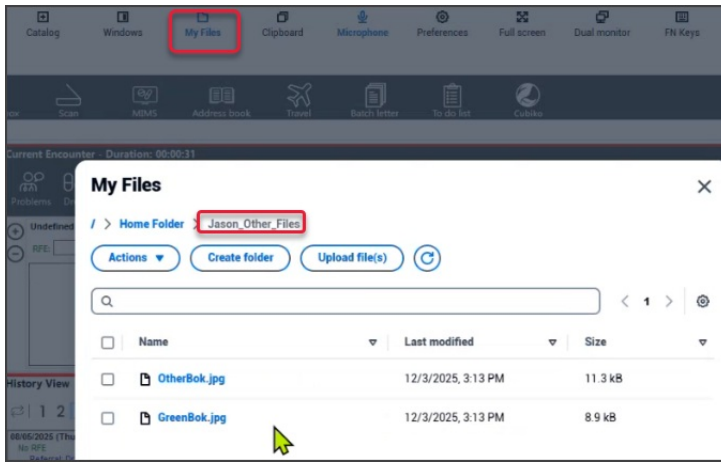 Catalog Windows My Files Clipboard Microphone Preferences Full screen Dual monitor FN Keys
Scan MIMS Address book Travel Batch letter To do list Cubiko
Current Encounter - Duration: 00:00:31
Problems
My Files
Undefined
/ > Home Folder > Jason_Other_Files
RFE:
Actions Create folder Upload file(s)
1
Name Last modified Size
OtherBok.jpg 12/3/2025, 3:13 PM 11.3 kB
History View
1 2
GreenBok.jpg 12/3/2025, 3:13 PM 8.9 kB
08/05/2025 (Thu
No RFE